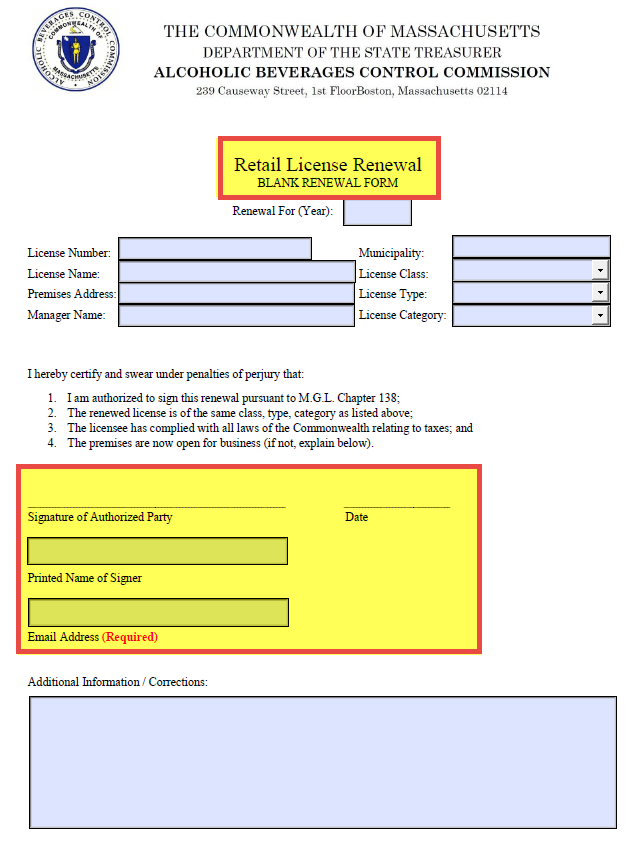 ALCOHOLIC BEVERAGES CONTROL COMMISSION
COMMONWEALTH OF
MASSACHUSETTS
THE COMMONWEALTH OF MASSACHUSETTS
DEPARTMENT OF THE STATE TREASURER
ALCOHOLIC BEVERAGES CONTROL COMMISSION
239 Causeway Street, 1st FloorBoston, Massachusetts 02114
Retail License Renewal
BLANK RENEWAL FORM
Renewal For (Year):
License Number: Municipality:
License Name: License Class:
Premises Address: License Type:
Manager Name: License Category:
I hereby certify and swear under penalties of perjury that:
1. I am authorized to sign this renewal pursuant to M.G.L. Chapter 138;
2. The renewed license is of the same class, type, category as listed above;
3. The licensee has complied with all laws of the Commonwealth relating to taxes; and
4. The premises are now open for business (if not, explain below).
Signature of Authorized Party Date
Printed Name of Signer
Email Address (Required)
Additional Information / Corrections: